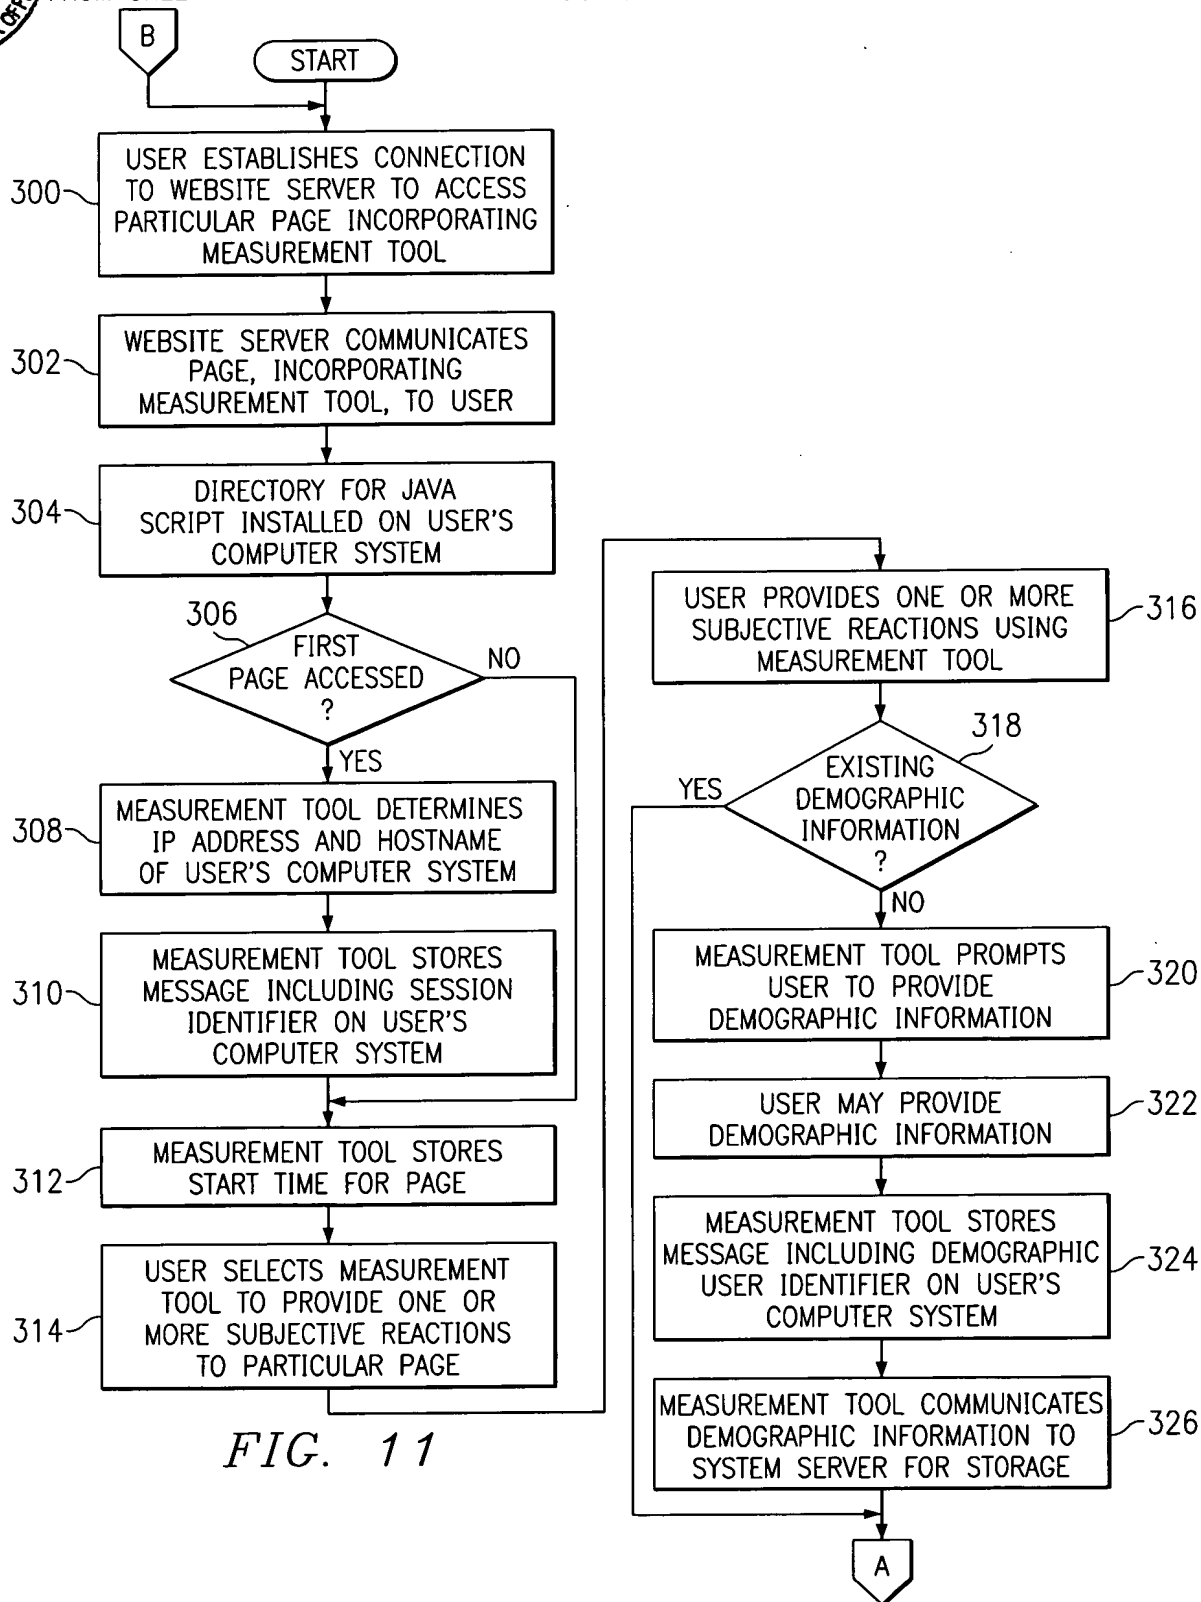 B
START
300
USER ESTABLISHES CONNECTION
TO WEBSITE SERVER TO ACCESS
PARTICULAR PAGE INCORPORATING
MEASUREMENT TOOL
302
WEBSITE SERVER COMMUNICATES
PAGE, INCORPORATING
MEASUREMENT TOOL, TO USER
304
DIRECTORY FOR JAVA
SCRIPT INSTALLED ON USER'S
COMPUTER SYSTEM
306
FIRST
PAGE ACCESSED
?
NO
YES
308
MEASUREMENT TOOL DETERMINES
IP ADDRESS AND HOSTNAME
OF USER'S COMPUTER SYSTEM
310
MEASUREMENT TOOL STORES
MESSAGE INCLUDING SESSION
IDENTIFIER ON USER'S
COMPUTER SYSTEM
312
MEASUREMENT TOOL STORES
START TIME FOR PAGE
314
USER SELECTS MEASUREMENT
TOOL TO PROVIDE ONE OR
MORE SUBJECTIVE REACTIONS
TO PARTICULAR PAGE
FIG. 11
USER PROVIDES ONE OR MORE
SUBJECTIVE REACTIONS USING
MEASUREMENT TOOL
316
318
EXISTING
DEMOGRAPHIC
INFORMATION
?
YES
NO
MEASUREMENT TOOL PROMPTS
USER TO PROVIDE
DEMOGRAPHIC INFORMATION
320
USER MAY PROVIDE
DEMOGRAPHIC INFORMATION
322
MEASUREMENT TOOL STORES
MESSAGE INCLUDING DEMOGRAPHIC
USER IDENTIFIER ON USER'S
COMPUTER SYSTEM
324
MEASUREMENT TOOL COMMUNICATES
DEMOGRAPHIC INFORMATION TO
SYSTEM SERVER FOR STORAGE
326
A